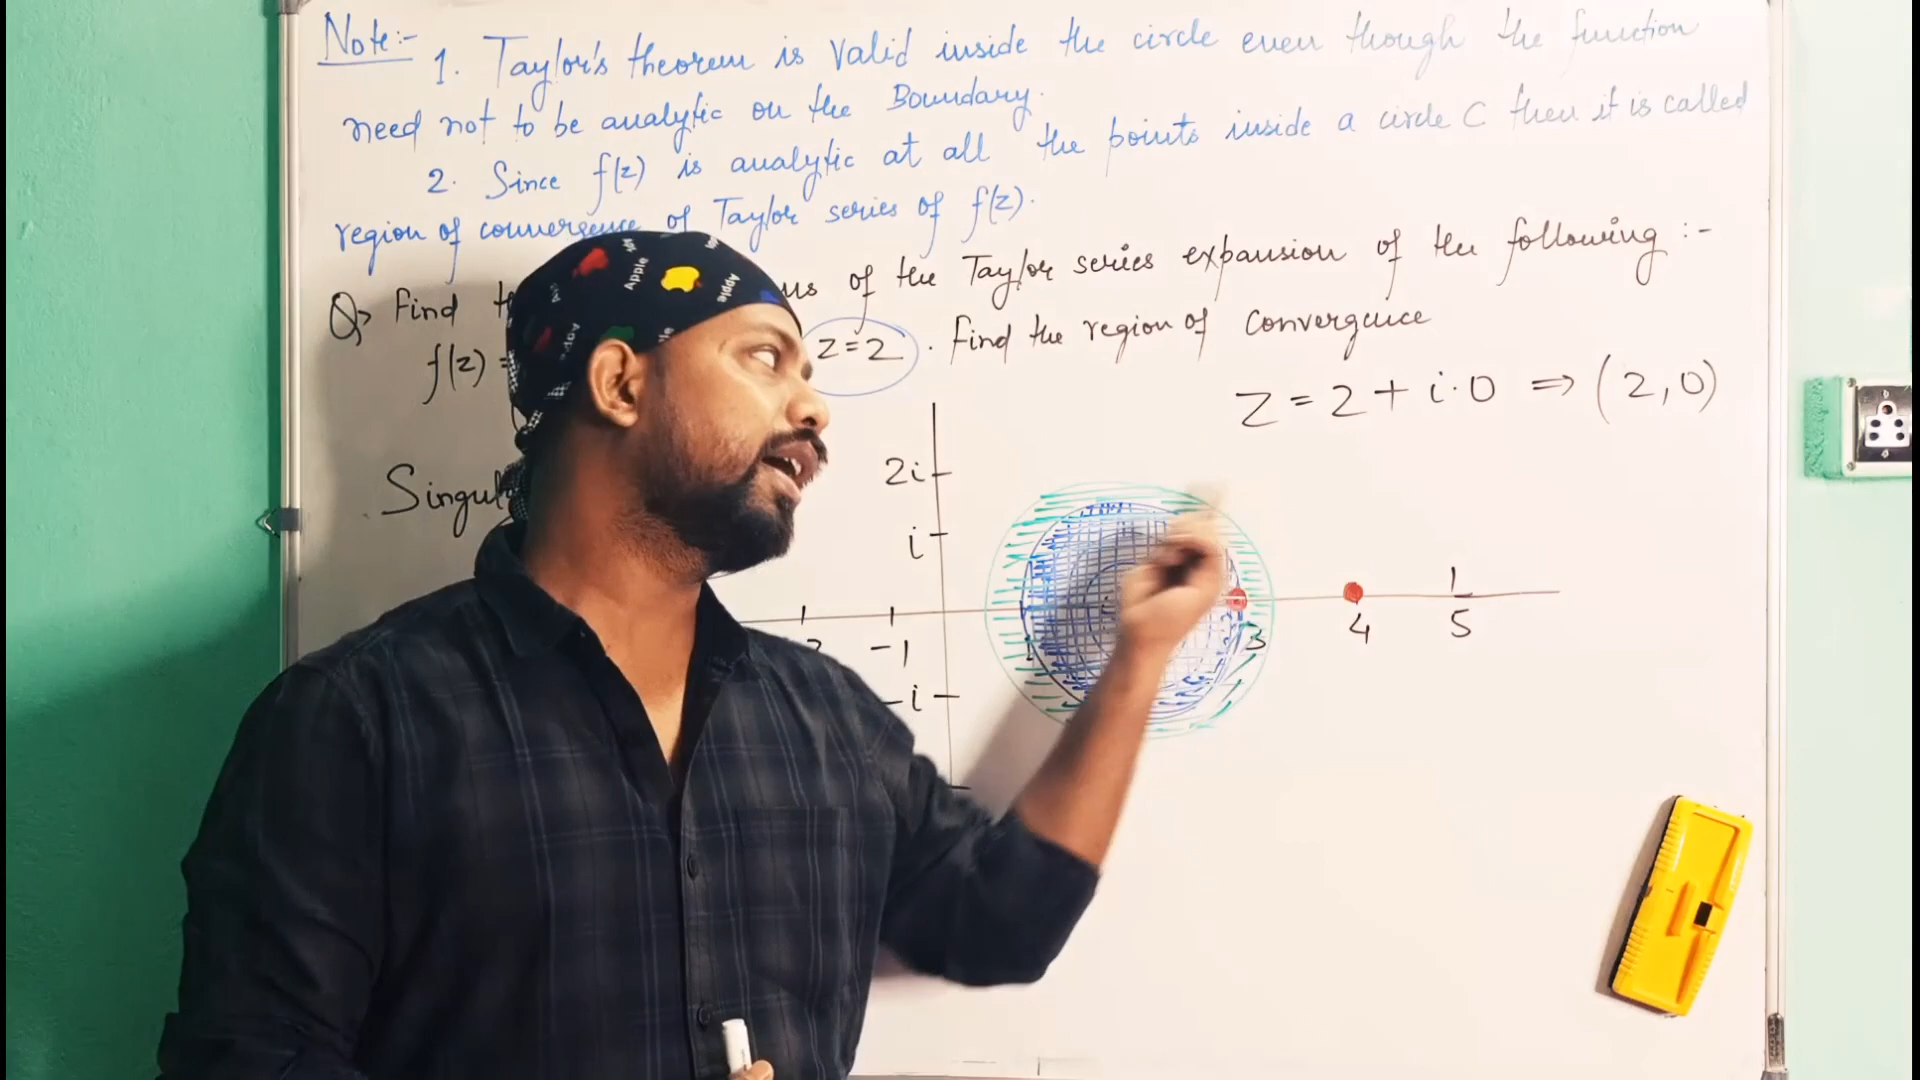 Note:-
1. Taylor's theorem is valid inside the circle even though the function
need not to be analytic on the Boundary.
2. Since f(z) is analytic at all the points inside a circle C then it is called
region of convergence of Taylor series of f(z).
Q> Find of the Taylor series expansion of the following :-
f(z) = z=2 . find the region of convergence
z = 2 + i·0 ⇒ (2,0)
2i
Singul
i
-1 1 3 4 5
-i
Apple
Apple